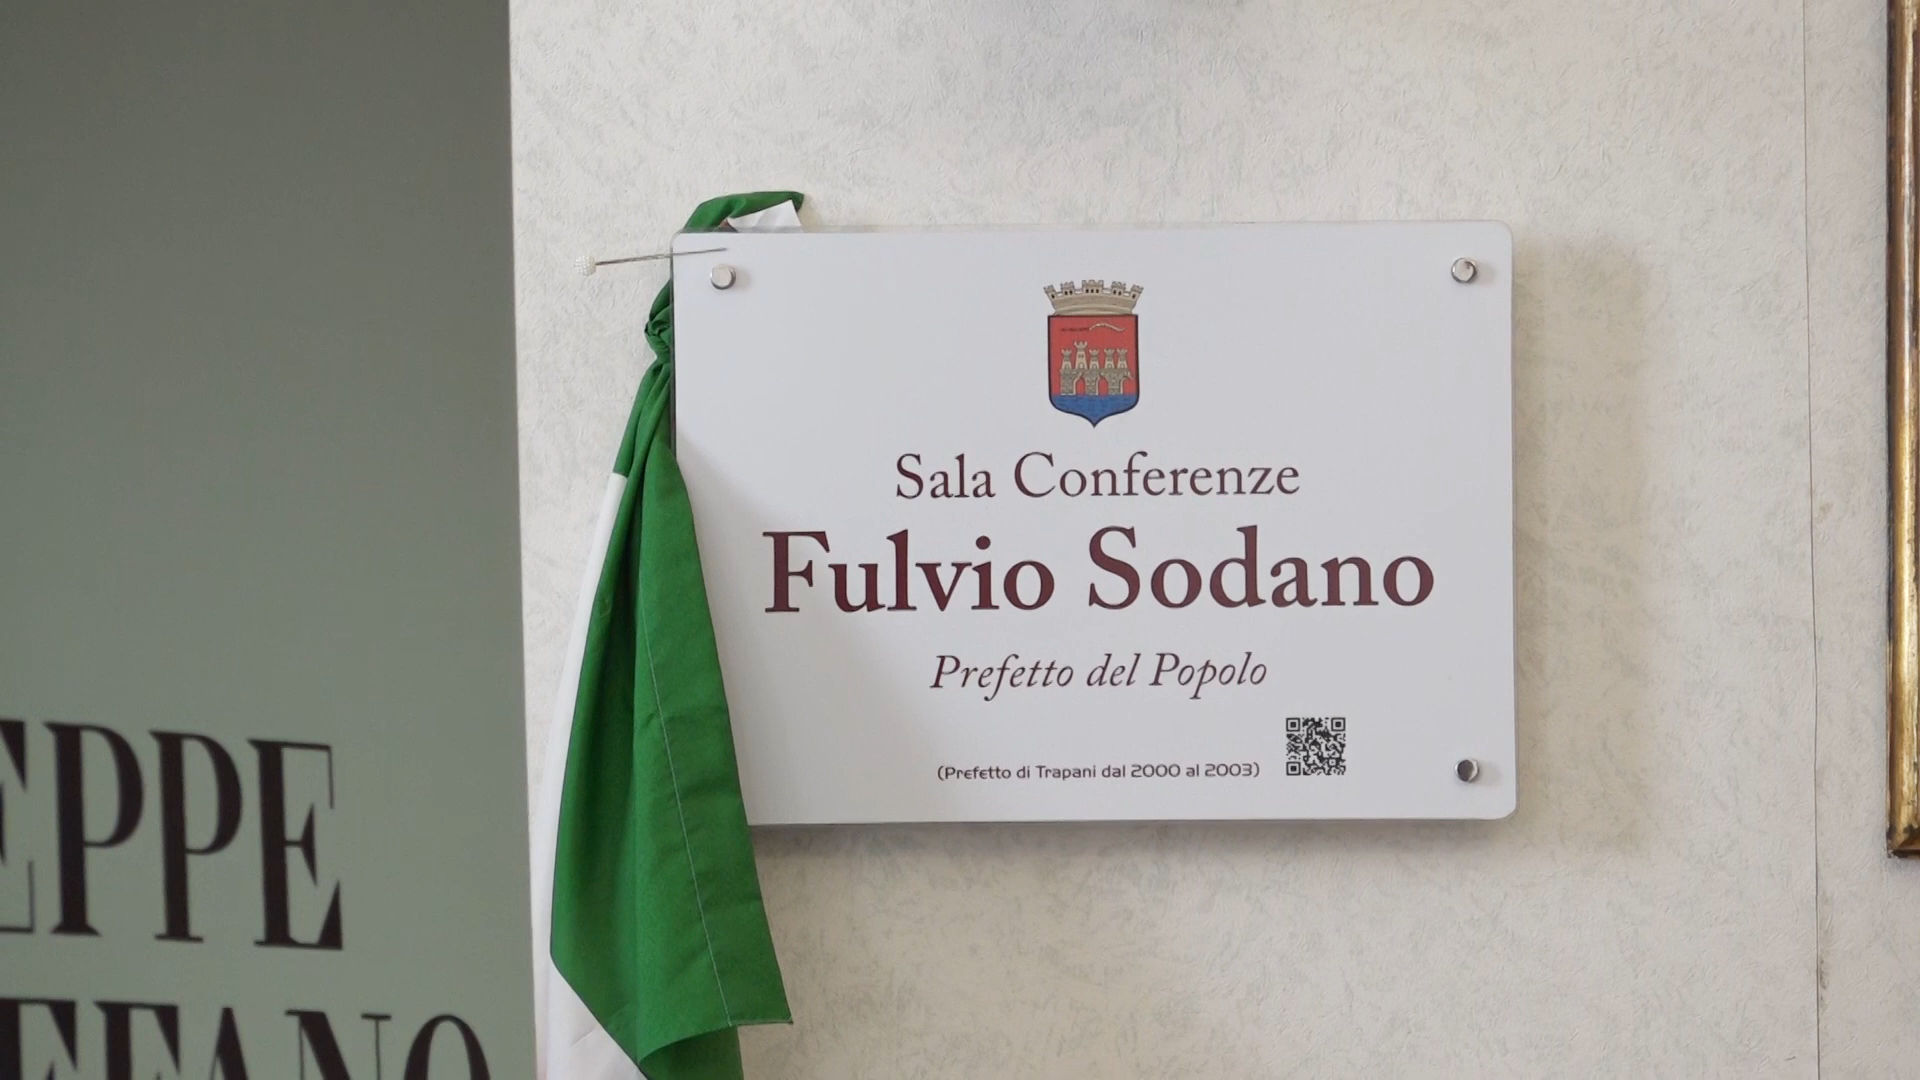 Sala Conferenze
Fulvio Sodano
Prefetto del Popolo
(Prefetto di Trapani dal 2000 al 2003)
EPPE
EFANO